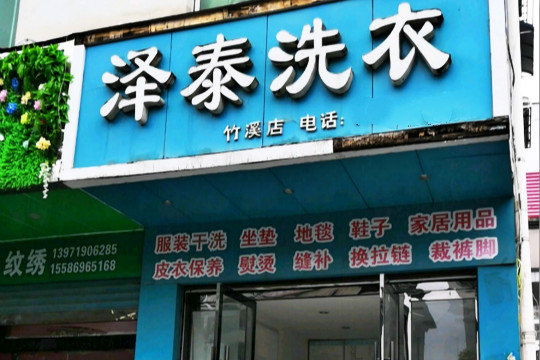 泽泰洗衣
竹溪店 电话:
服装干洗 坐垫 地毯 鞋子 家居用品
皮衣保养 熨烫 缝补 换拉链 裁裤脚
纹绣 13971906285
15586965168